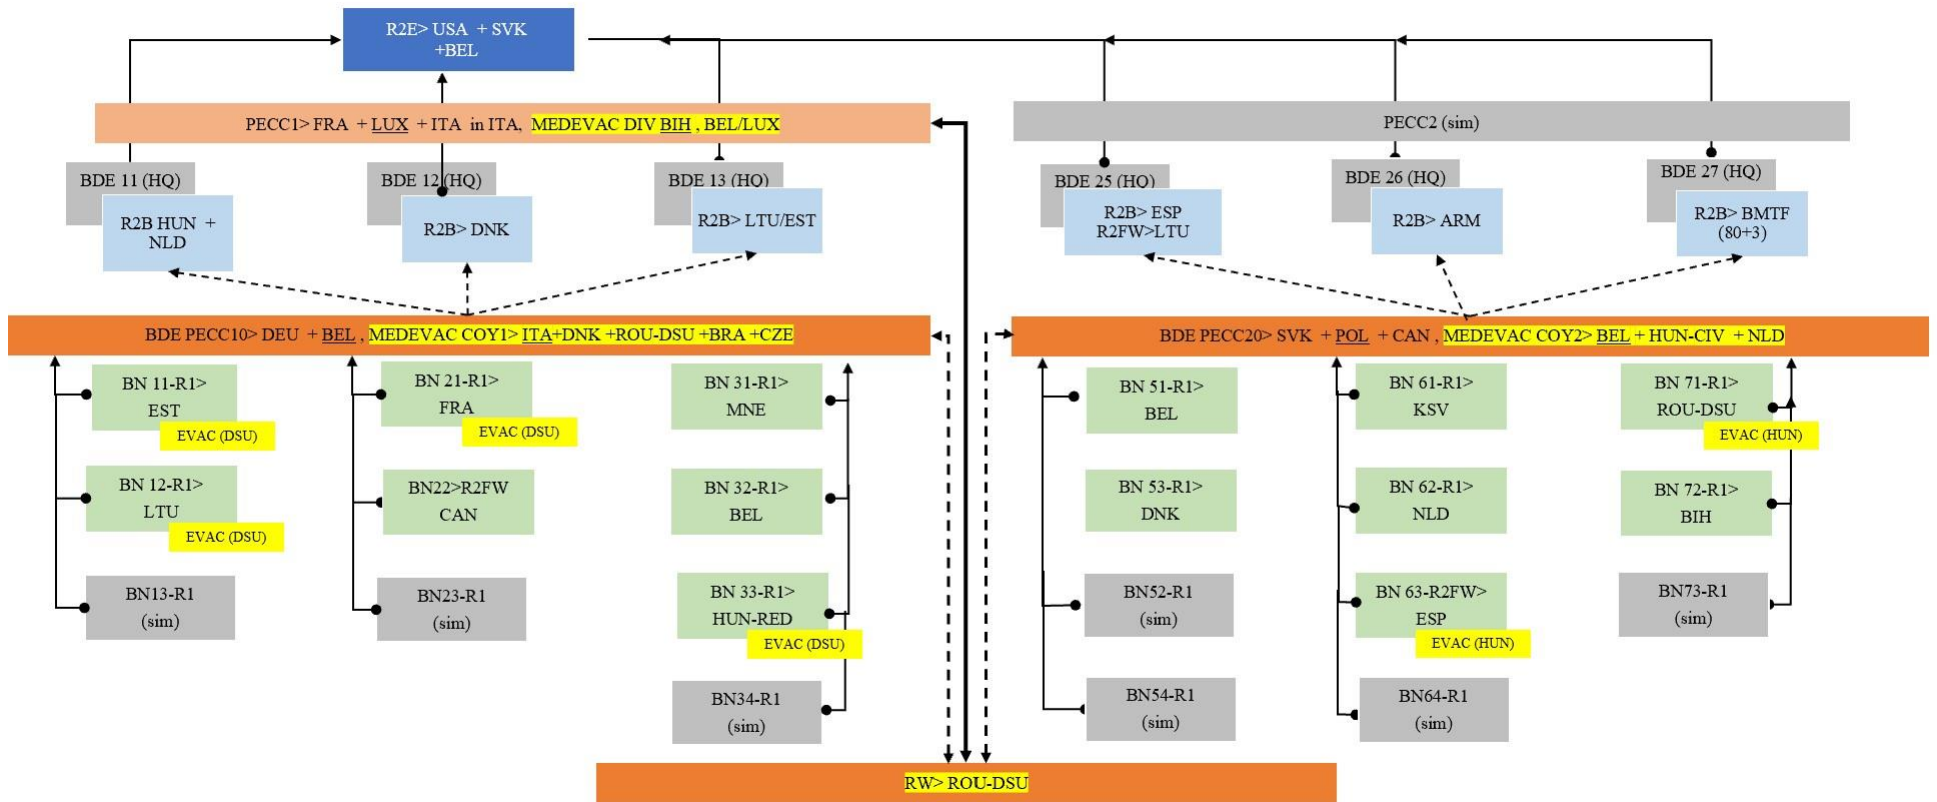 R2E> USA + SVK
+BEL
PECC1> FRA + LUX + ITA in ITA, MEDEVAC DIV BIH , BEL/LUX
PECC2 (sim)
BDE 11 (HQ)
R2B HUN +
NLD
BDE 12 (HQ)
R2B> DNK
BDE 13 (HQ)
R2B> LTU/EST
BDE 25 (HQ)
R2B> ESP
R2FW>LTU
BDE 26 (HQ)
R2B> ARM
BDE 27 (HQ)
R2B> BMTF
(80+3)
BDE PECC10> DEU + BEL , MEDEVAC COY1> ITA+DNK +ROU-DSU +BRA +CZE
BDE PECC20> SVK + POL + CAN , MEDEVAC COY2> BEL + HUN-CIV + NLD
BN 11-R1>
EST
EVAC (DSU)
BN 12-R1>
LTU
EVAC (DSU)
BN13-R1
(sim)
BN 21-R1>
FRA
EVAC (DSU)
BN22>R2FW
CAN
BN23-R1
(sim)
BN 31-R1>
MNE
BN 32-R1>
BEL
BN 33-R1>
HUN-RED
EVAC (DSU)
BN34-R1
(sim)
BN 51-R1>
BEL
BN 53-R1>
DNK
BN52-R1
(sim)
BN54-R1
(sim)
BN 61-R1>
KSV
BN 62-R1>
NLD
BN 63-R2FW>
ESP
EVAC (HUN)
BN64-R1
(sim)
BN 71-R1>
ROU-DSU
EVAC (HUN)
BN 72-R1>
BIH
BN73-R1
(sim)
RW> ROU-DSU